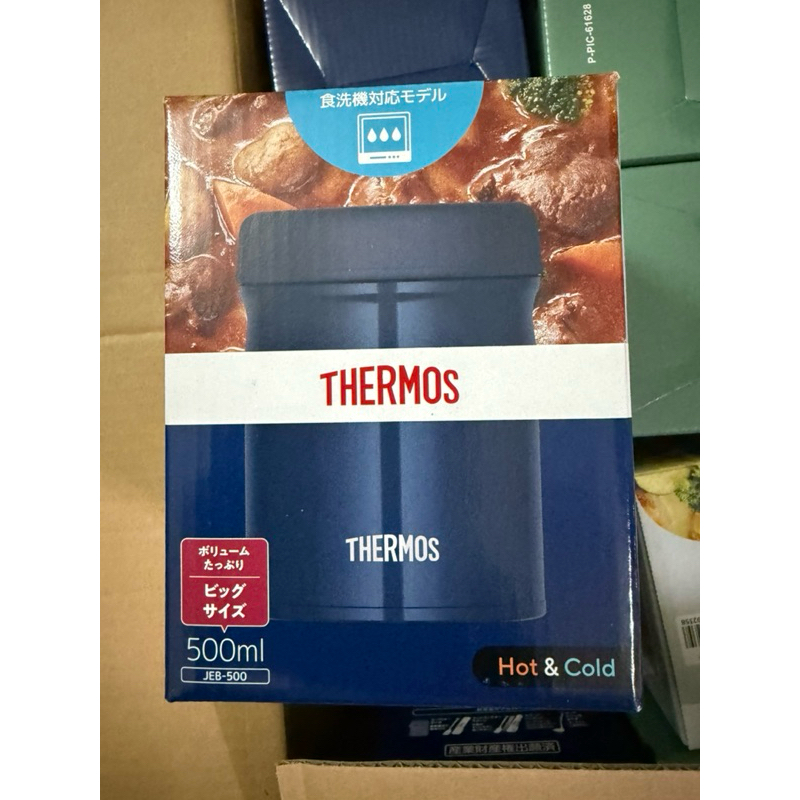 P-PIC-61628
食洗機対応モデル
THERMOS
THERMOS
ボリューム
たっぷり
ビッグ
サイズ
500ml
JEB-500
Hot & Cold
産業財産権出願済